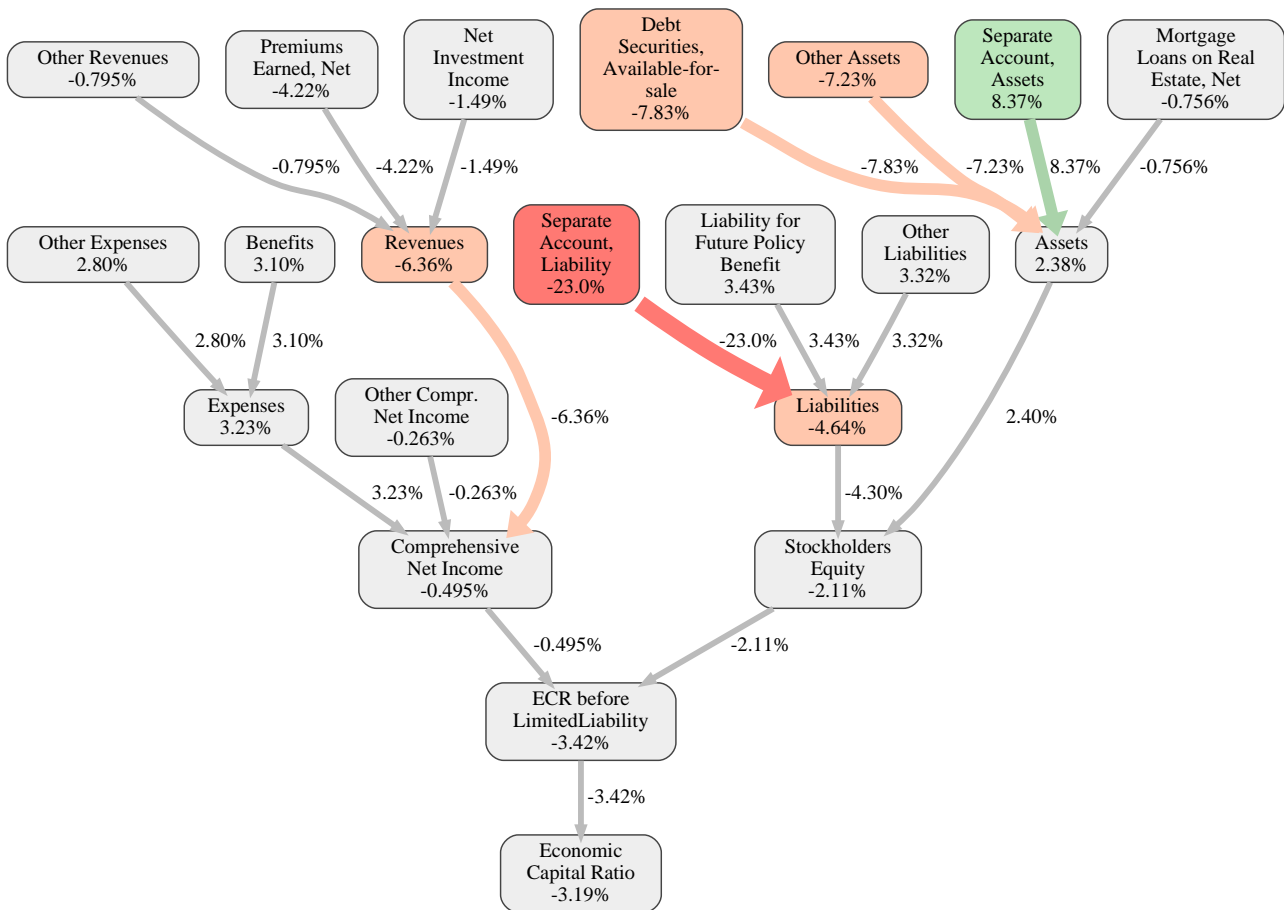 Other Revenues
-0.795%
Premiums
Earned, Net
-4.22%
Net
Investment
Income
-1.49%
Debt
Securities,
Available-for-
sale
-7.83%
Other Assets
-7.23%
Separate
Account,
Assets
8.37%
Mortgage
Loans on Real
Estate, Net
-0.756%
-0.795%
-4.22%
-1.49%
-7.83%
-7.23%
8.37%
-0.756%
Other Expenses
2.80%
Benefits
3.10%
Revenues
-6.36%
Separate
Account,
Liability
-23.0%
Liability for
Future Policy
Benefit
3.43%
Other
Liabilities
3.32%
Assets
2.38%
2.80%
3.10%
-23.0%
3.43%
3.32%
Expenses
3.23%
Other Compr.
Net Income
-0.263%
-6.36%
Liabilities
-4.64%
2.40%
3.23%
-0.263%
-4.30%
Comprehensive
Net Income
-0.495%
Stockholders
Equity
-2.11%
-0.495%
-2.11%
ECR before
LimitedLiability
-3.42%
-3.42%
Economic
Capital Ratio
-3.19%